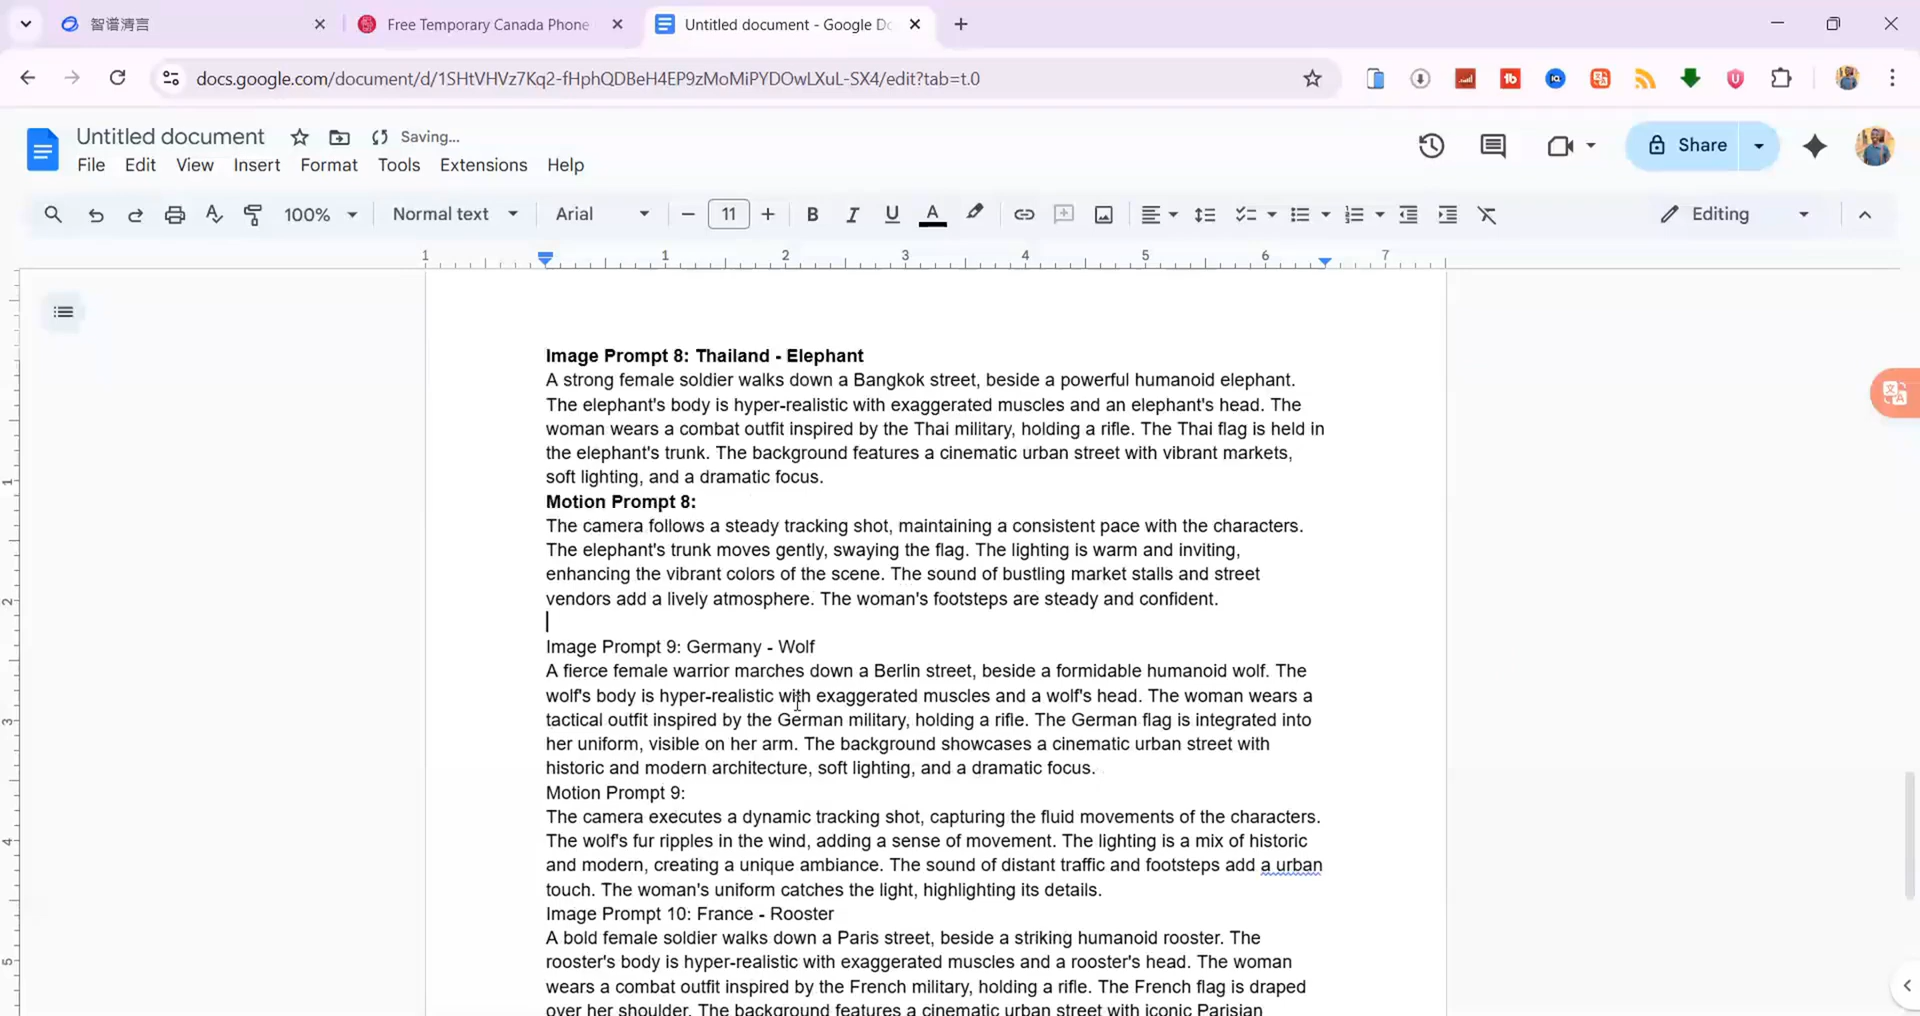 智谱清言
Free Temporary Canada Phone
Untitled document - Google Do
docs.google.com/document/d/1SHtVHVz7Kq2-fHphQDBeH4EP9zMoMiPYDOwLXuL-SX4/edit?tab=t.0
Untitled document
Saving...
File Edit View Insert Format Tools Extensions Help
Share
100% Normal text Arial 11 B I U A Editing
1 1 2 3 4 5 6 7
Image Prompt 8: Thailand - Elephant
A strong female soldier walks down a Bangkok street, beside a powerful humanoid elephant.
The elephant's body is hyper-realistic with exaggerated muscles and an elephant's head. The
woman wears a combat outfit inspired by the Thai military, holding a rifle. The Thai flag is held in
the elephant's trunk. The background features a cinematic urban street with vibrant markets,
soft lighting, and a dramatic focus.
Motion Prompt 8:
The camera follows a steady tracking shot, maintaining a consistent pace with the characters.
The elephant's trunk moves gently, swaying the flag. The lighting is warm and inviting,
enhancing the vibrant colors of the scene. The sound of bustling market stalls and street
vendors add a lively atmosphere. The woman's footsteps are steady and confident.
Image Prompt 9: Germany - Wolf
A fierce female warrior marches down a Berlin street, beside a formidable humanoid wolf. The
wolf's body is hyper-realistic with exaggerated muscles and a wolf's head. The woman wears a
tactical outfit inspired by the German military, holding a rifle. The German flag is integrated into
her uniform, visible on her arm. The background showcases a cinematic urban street with
historic and modern architecture, soft lighting, and a dramatic focus.
Motion Prompt 9:
The camera executes a dynamic tracking shot, capturing the fluid movements of the characters.
The wolf's fur ripples in the wind, adding a sense of movement. The lighting is a mix of historic
and modern, creating a unique ambiance. The sound of distant traffic and footsteps add a urban
touch. The woman's uniform catches the light, highlighting its details.
Image Prompt 10: France - Rooster
A bold female soldier walks down a Paris street, beside a striking humanoid rooster. The
rooster's body is hyper-realistic with exaggerated muscles and a rooster's head. The woman
wears a combat outfit inspired by the French military, holding a rifle. The French flag is draped
over her shoulder. The background features a cinematic urban street with iconic Parisian
1
2
3
4
5